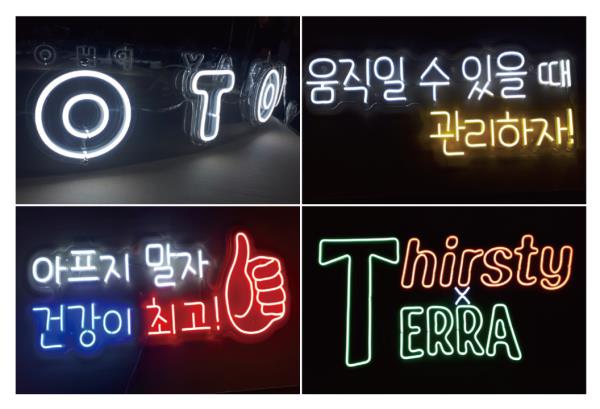 TO
움직일 수 있을 때
관리하자!
아프지 말자
건강이 최고!
Thirsty
X
TERRA